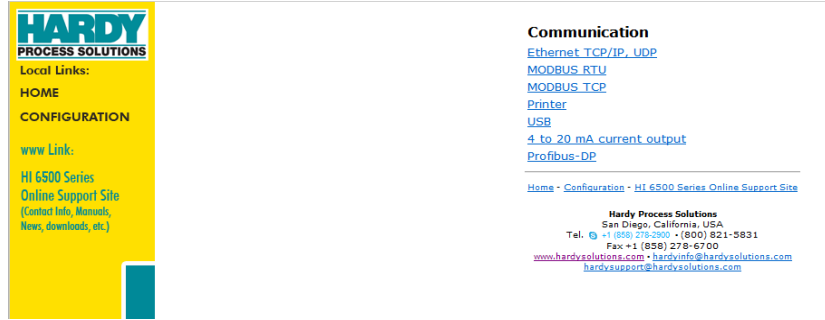 HARDY
PROCESS SOLUTIONS
Local Links:
HOME
CONFIGURATION
www Link:
HI 6500 Series
Online Support Site
(Contact Info, Manuals,
News, downloads, etc.)
Communication
Ethernet TCP/IP, UDP
MODBUS RTU
MODBUS TCP
Printer
USB
4 to 20 mA current output
Profibus-DP
Home - Configuration - HI 6500 Series Online Support Site
Hardy Process Solutions
San Diego, California, USA
Tel. +1 (858) 278-2900 • (800) 821-5831
Fax +1 (858) 278-6700
www.hardysolutions.com • hardyinfo@hardysolutions.com
hardysupport@hardysolutions.com